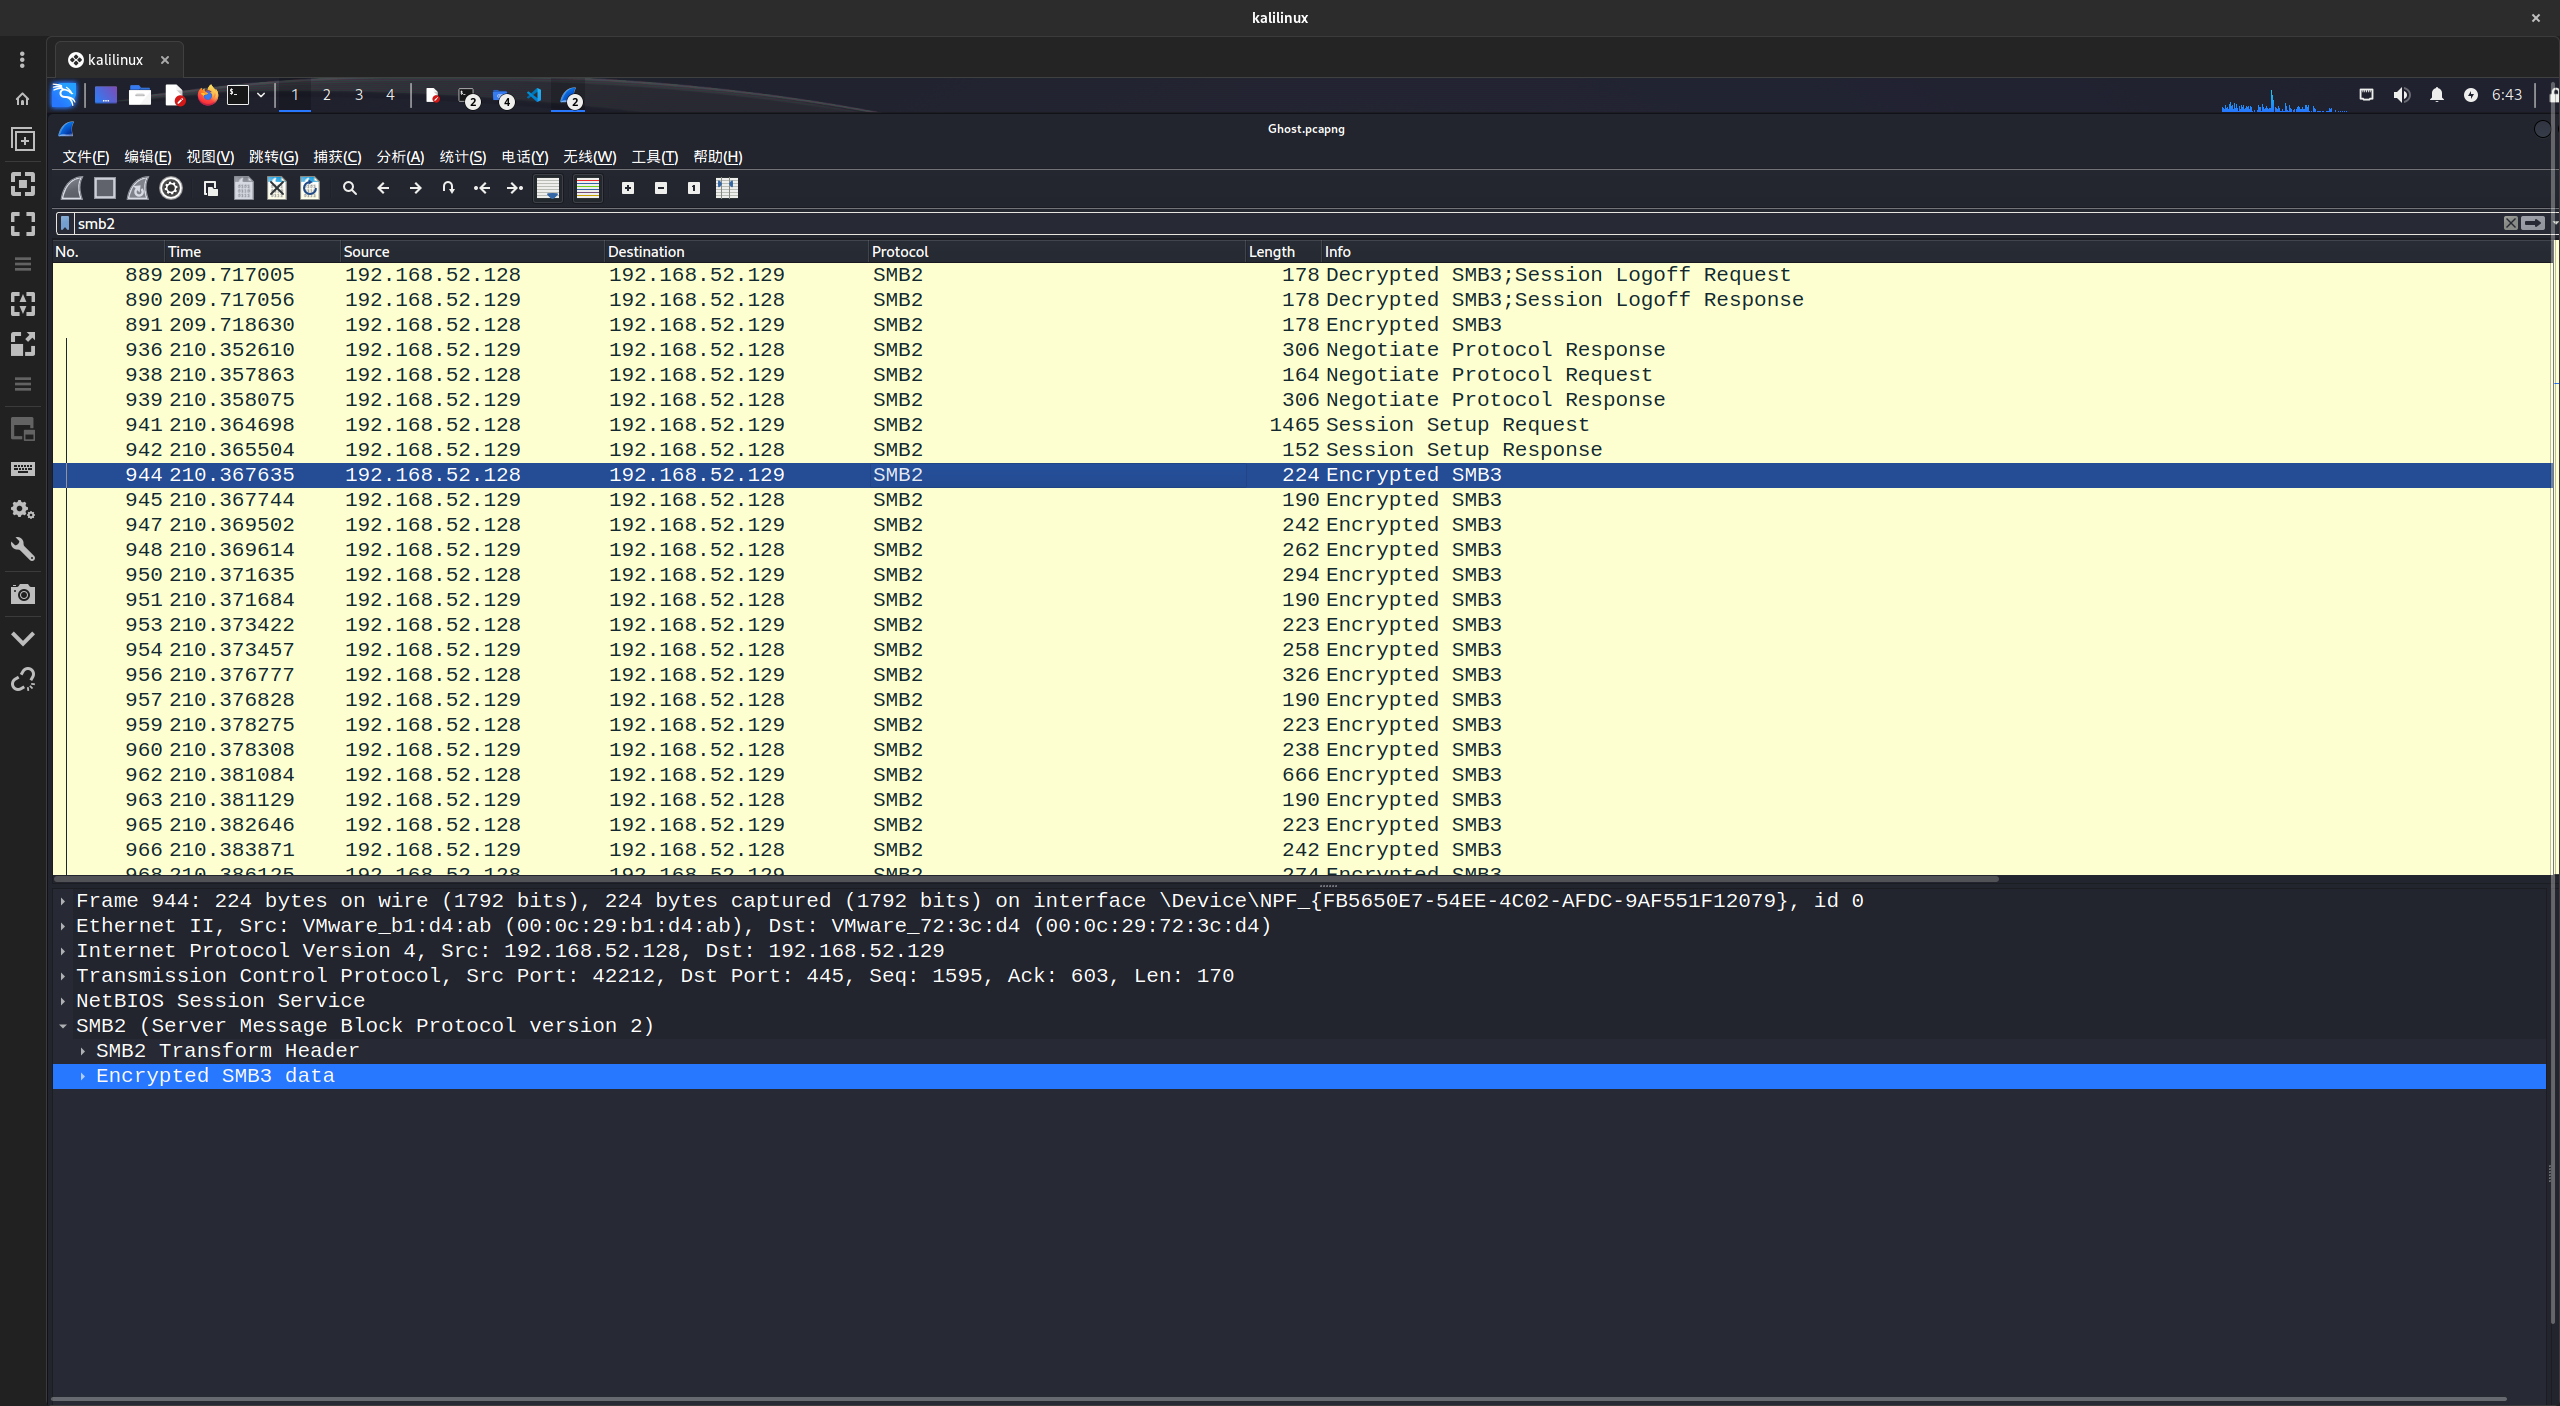 kalilinux
kalilinux
1 2 3 4 2 4 2 6:43
Ghost.pcapng
文件(F) 编辑(E) 视图(V) 跳转(G) 捕获(C) 分析(A) 统计(S) 电话(Y) 无线(W) 工具(T) 帮助(H)
smb2
No. Time Source Destination Protocol Length Info
889 209.717005 192.168.52.128 192.168.52.129 SMB2 178 Decrypted SMB3;Session Logoff Request
890 209.717056 192.168.52.129 192.168.52.128 SMB2 178 Decrypted SMB3;Session Logoff Response
891 209.718630 192.168.52.128 192.168.52.129 SMB2 178 Encrypted SMB3
936 210.352610 192.168.52.129 192.168.52.128 SMB2 306 Negotiate Protocol Response
938 210.357863 192.168.52.128 192.168.52.129 SMB2 164 Negotiate Protocol Request
939 210.358075 192.168.52.129 192.168.52.128 SMB2 306 Negotiate Protocol Response
941 210.364698 192.168.52.128 192.168.52.129 SMB2 1465 Session Setup Request
942 210.365504 192.168.52.129 192.168.52.128 SMB2 152 Session Setup Response
944 210.367635 192.168.52.128 192.168.52.129 SMB2 224 Encrypted SMB3
945 210.367744 192.168.52.129 192.168.52.128 SMB2 190 Encrypted SMB3
947 210.369502 192.168.52.128 192.168.52.129 SMB2 242 Encrypted SMB3
948 210.369614 192.168.52.129 192.168.52.128 SMB2 262 Encrypted SMB3
950 210.371635 192.168.52.128 192.168.52.129 SMB2 294 Encrypted SMB3
951 210.371684 192.168.52.129 192.168.52.128 SMB2 190 Encrypted SMB3
953 210.373422 192.168.52.128 192.168.52.129 SMB2 223 Encrypted SMB3
954 210.373457 192.168.52.129 192.168.52.128 SMB2 258 Encrypted SMB3
956 210.376777 192.168.52.128 192.168.52.129 SMB2 326 Encrypted SMB3
957 210.376828 192.168.52.129 192.168.52.128 SMB2 190 Encrypted SMB3
959 210.378275 192.168.52.128 192.168.52.129 SMB2 223 Encrypted SMB3
960 210.378308 192.168.52.129 192.168.52.128 SMB2 238 Encrypted SMB3
962 210.381084 192.168.52.128 192.168.52.129 SMB2 666 Encrypted SMB3
963 210.381129 192.168.52.129 192.168.52.128 SMB2 190 Encrypted SMB3
965 210.382646 192.168.52.128 192.168.52.129 SMB2 223 Encrypted SMB3
966 210.383871 192.168.52.129 192.168.52.128 SMB2 242 Encrypted SMB3
968 210.386125 192.168.52.128 192.168.52.129 SMB2 274 Encrypted SMB3
Frame 944: 224 bytes on wire (1792 bits), 224 bytes captured (1792 bits) on interface \Device\NPF_{FB5650E7-54EE-4C02-AFDC-9AF551F12079}, id 0
Ethernet II, Src: VMware_b1:d4:ab (00:0c:29:b1:d4:ab), Dst: VMware_72:3c:d4 (00:0c:29:72:3c:d4)
Internet Protocol Version 4, Src: 192.168.52.128, Dst: 192.168.52.129
Transmission Control Protocol, Src Port: 42212, Dst Port: 445, Seq: 1595, Ack: 603, Len: 170
NetBIOS Session Service
SMB2 (Server Message Block Protocol version 2)
SMB2 Transform Header
Encrypted SMB3 data